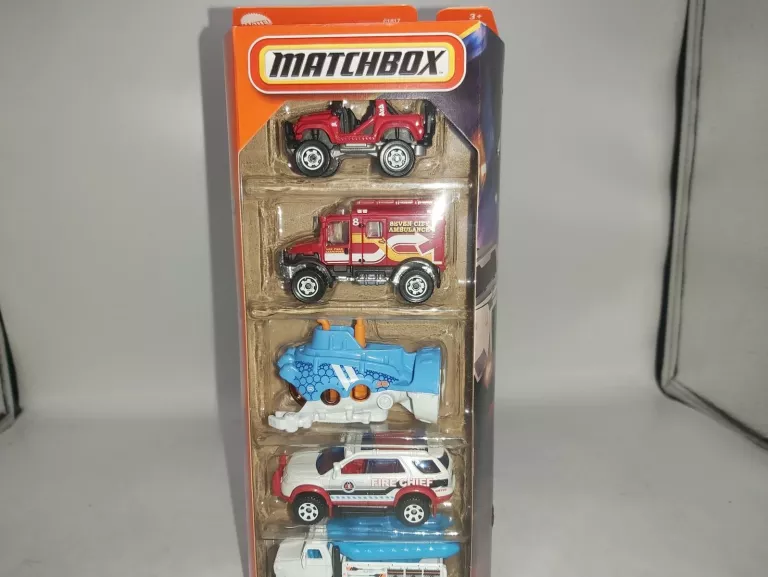 3+
MATCHBOX
8
SEVEN CITY
AMBULANCE
FIRE CHIEF